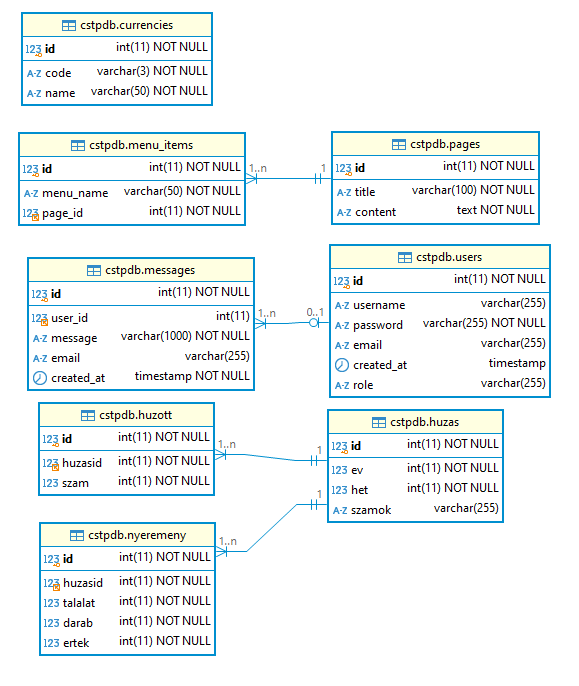 cstpdb.currencies
123 id int(11) NOT NULL
A-Z code varchar(3) NOT NULL
A-Z name varchar(50) NOT NULL
cstpdb.menu_items
123 id int(11) NOT NULL
A-Z menu_name varchar(50) NOT NULL
123 page_id int(11) NOT NULL
1..n 1
cstpdb.pages
123 id int(11) NOT NULL
A-Z title varchar(100) NOT NULL
A-Z content text NOT NULL
cstpdb.messages
123 id int(11) NOT NULL
123 user_id int(11)
A-Z message varchar(1000) NOT NULL
A-Z email varchar(255)
created_at timestamp NOT NULL
1..n 0..1
cstpdb.users
123 id int(11) NOT NULL
A-Z username varchar(255)
A-Z password varchar(255) NOT NULL
A-Z email varchar(255)
created_at timestamp
A-Z role varchar(255)
cstpdb.huzott
123 id int(11) NOT NULL
123 huzasid int(11) NOT NULL
123 szam int(11) NOT NULL
1..n 1
cstpdb.huzas
123 id int(11) NOT NULL
123 ev int(11) NOT NULL
123 het int(11) NOT NULL
A-Z szamok varchar(255)
1..n 1
cstpdb.nyeremeny
123 id int(11) NOT NULL
123 huzasid int(11) NOT NULL
123 talalat int(11) NOT NULL
123 darab int(11) NOT NULL
123 ertek int(11) NOT NULL